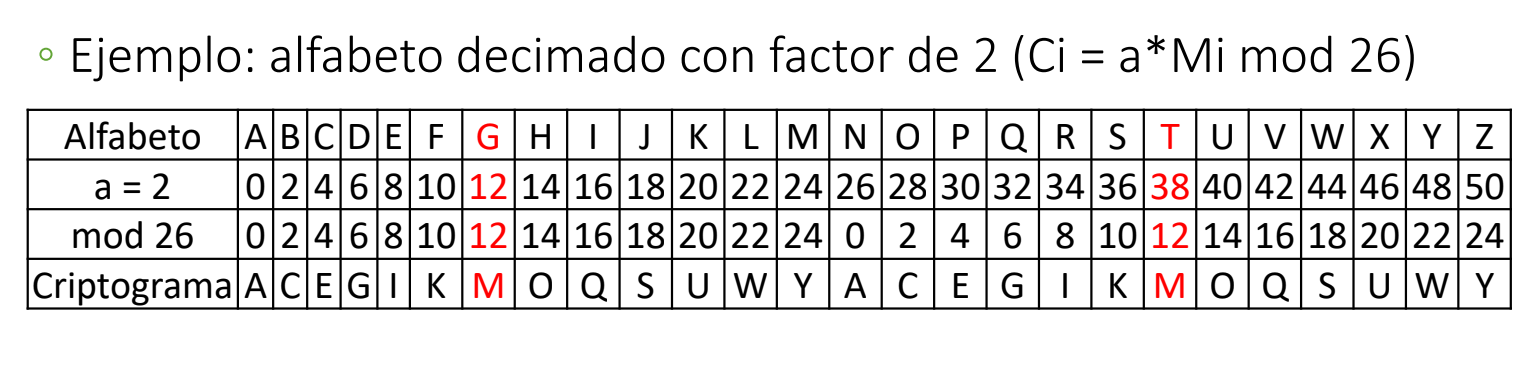 ◦ Ejemplo: alfabeto decimado con factor de 2 (Ci = a*Mi mod 26)
Alfabeto A B C D E F G H I J K L M N O P Q R S T U V W X Y Z
a = 2 0 2 4 6 8 10 12 14 16 18 20 22 24 26 28 30 32 34 36 38 40 42 44 46 48 50
mod 26 0 2 4 6 8 10 12 14 16 18 20 22 24 0 2 4 6 8 10 12 14 16 18 20 22 24
Criptograma A C E G I K M O Q S U W Y A C E G I K M O Q S U W Y